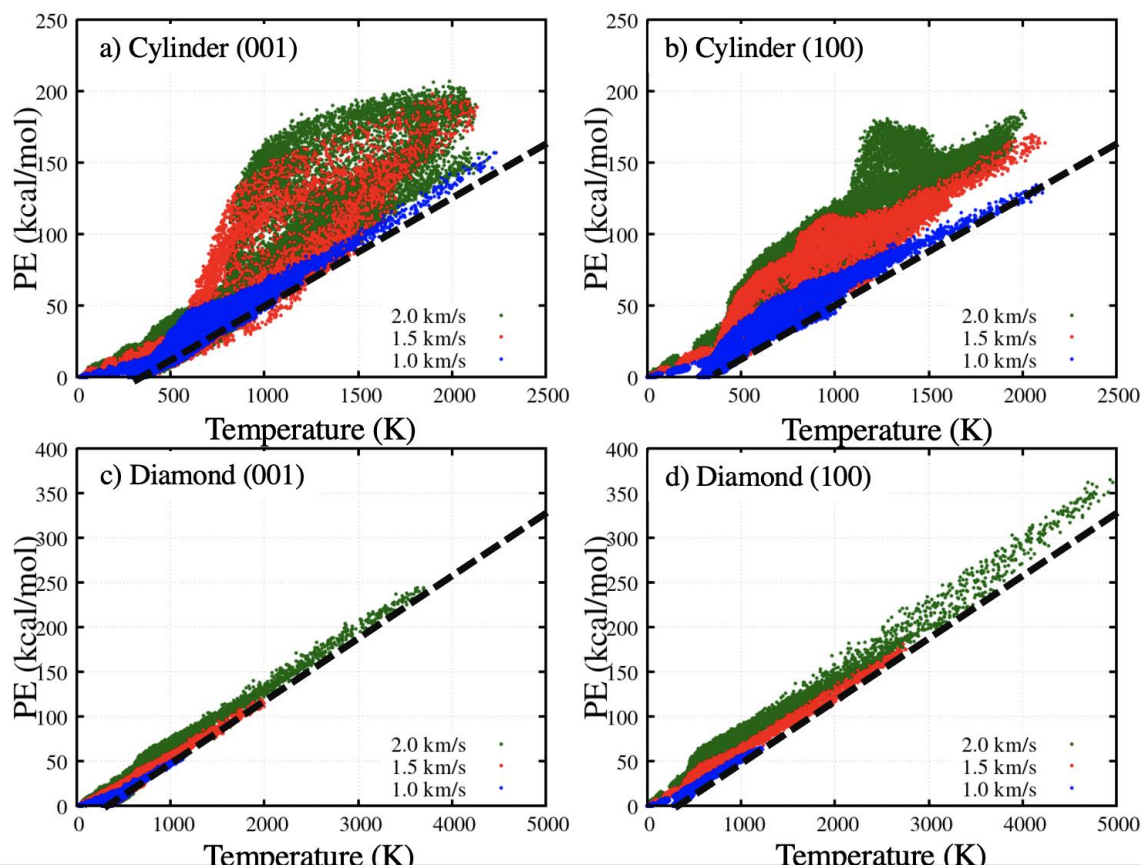 a) Cylinder (001)
PE (kcal/mol)
250
200
150
100
50
0
2.0 km/s
1.5 km/s
1.0 km/s
0 500 1000 1500 2000 2500
Temperature (K)
b) Cylinder (100)
PE (kcal/mol)
250
200
150
100
50
0
2.0 km/s
1.5 km/s
1.0 km/s
0 500 1000 1500 2000 2500
Temperature (K)
c) Diamond (001)
PE (kcal/mol)
400
350
300
250
200
150
100
50
0
2.0 km/s
1.5 km/s
1.0 km/s
0 1000 2000 3000 4000 5000
Temperature (K)
d) Diamond (100)
PE (kcal/mol)
400
350
300
250
200
150
100
50
0
2.0 km/s
1.5 km/s
1.0 km/s
0 1000 2000 3000 4000 5000
Temperature (K)